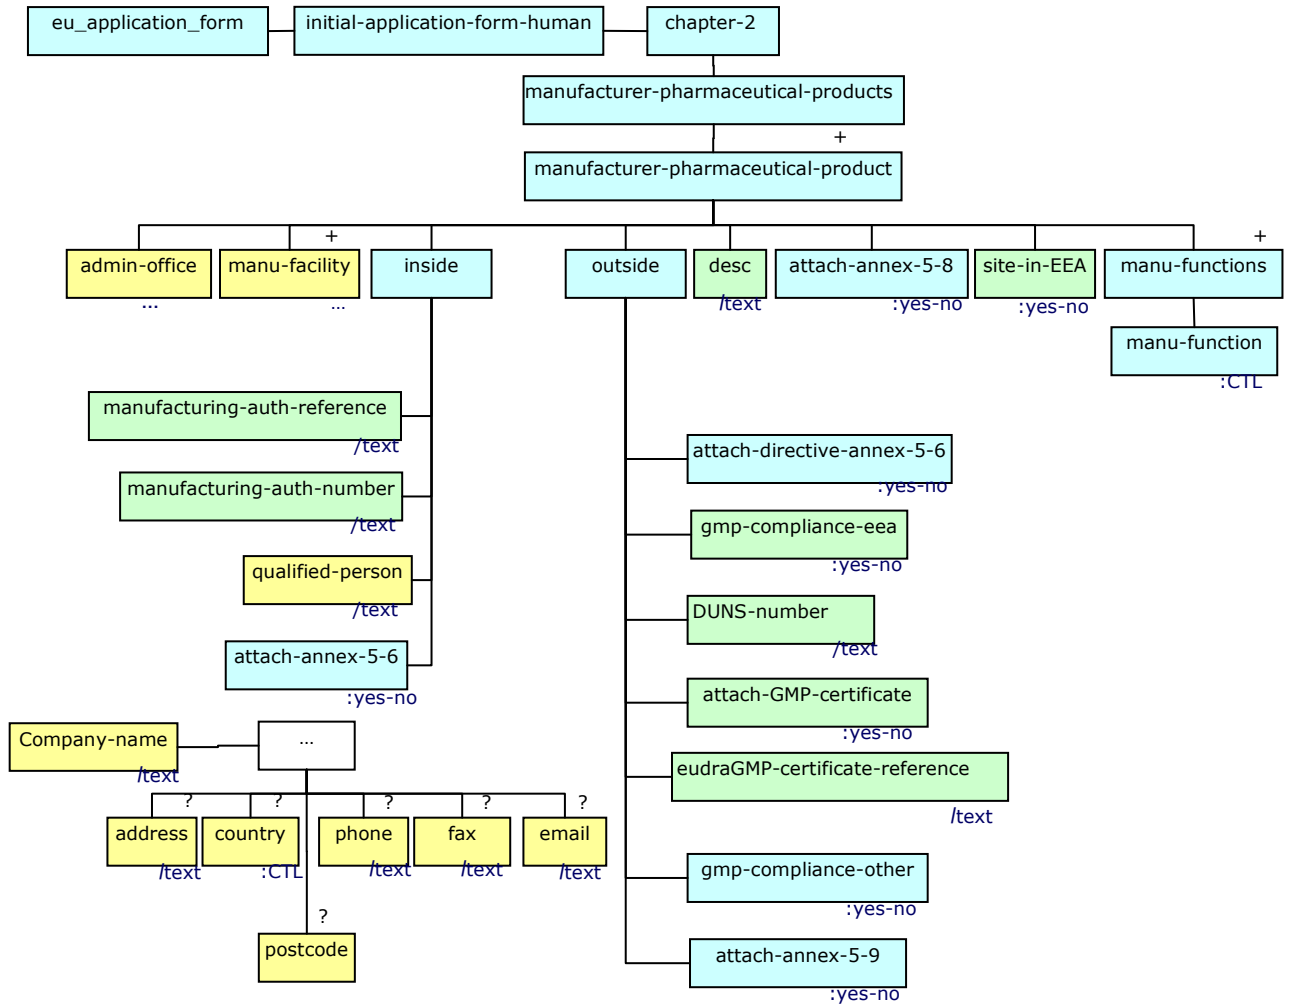 eu_application_form
initial-application-form-human
chapter-2
manufacturer-pharmaceutical-products
+
manufacturer-pharmaceutical-product
+
+
admin-office
manu-facility
inside
outside
desc
attach-annex-5-8
site-in-EEA
manu-functions
...
...
/text
:yes-no
:yes-no
manu-function
:CTL
manufacturing-auth-reference
/text
manufacturing-auth-number
/text
qualified-person
/text
attach-annex-5-6
:yes-no
attach-directive-annex-5-6
:yes-no
gmp-compliance-eea
:yes-no
DUNS-number
/text
attach-GMP-certificate
:yes-no
eudraGMP-certificate-reference
/text
gmp-compliance-other
:yes-no
attach-annex-5-9
:yes-no
Company-name
/text
...
?
?
?
?
?
address
country
phone
fax
email
/text
:CTL
/text
/text
/text
?
postcode